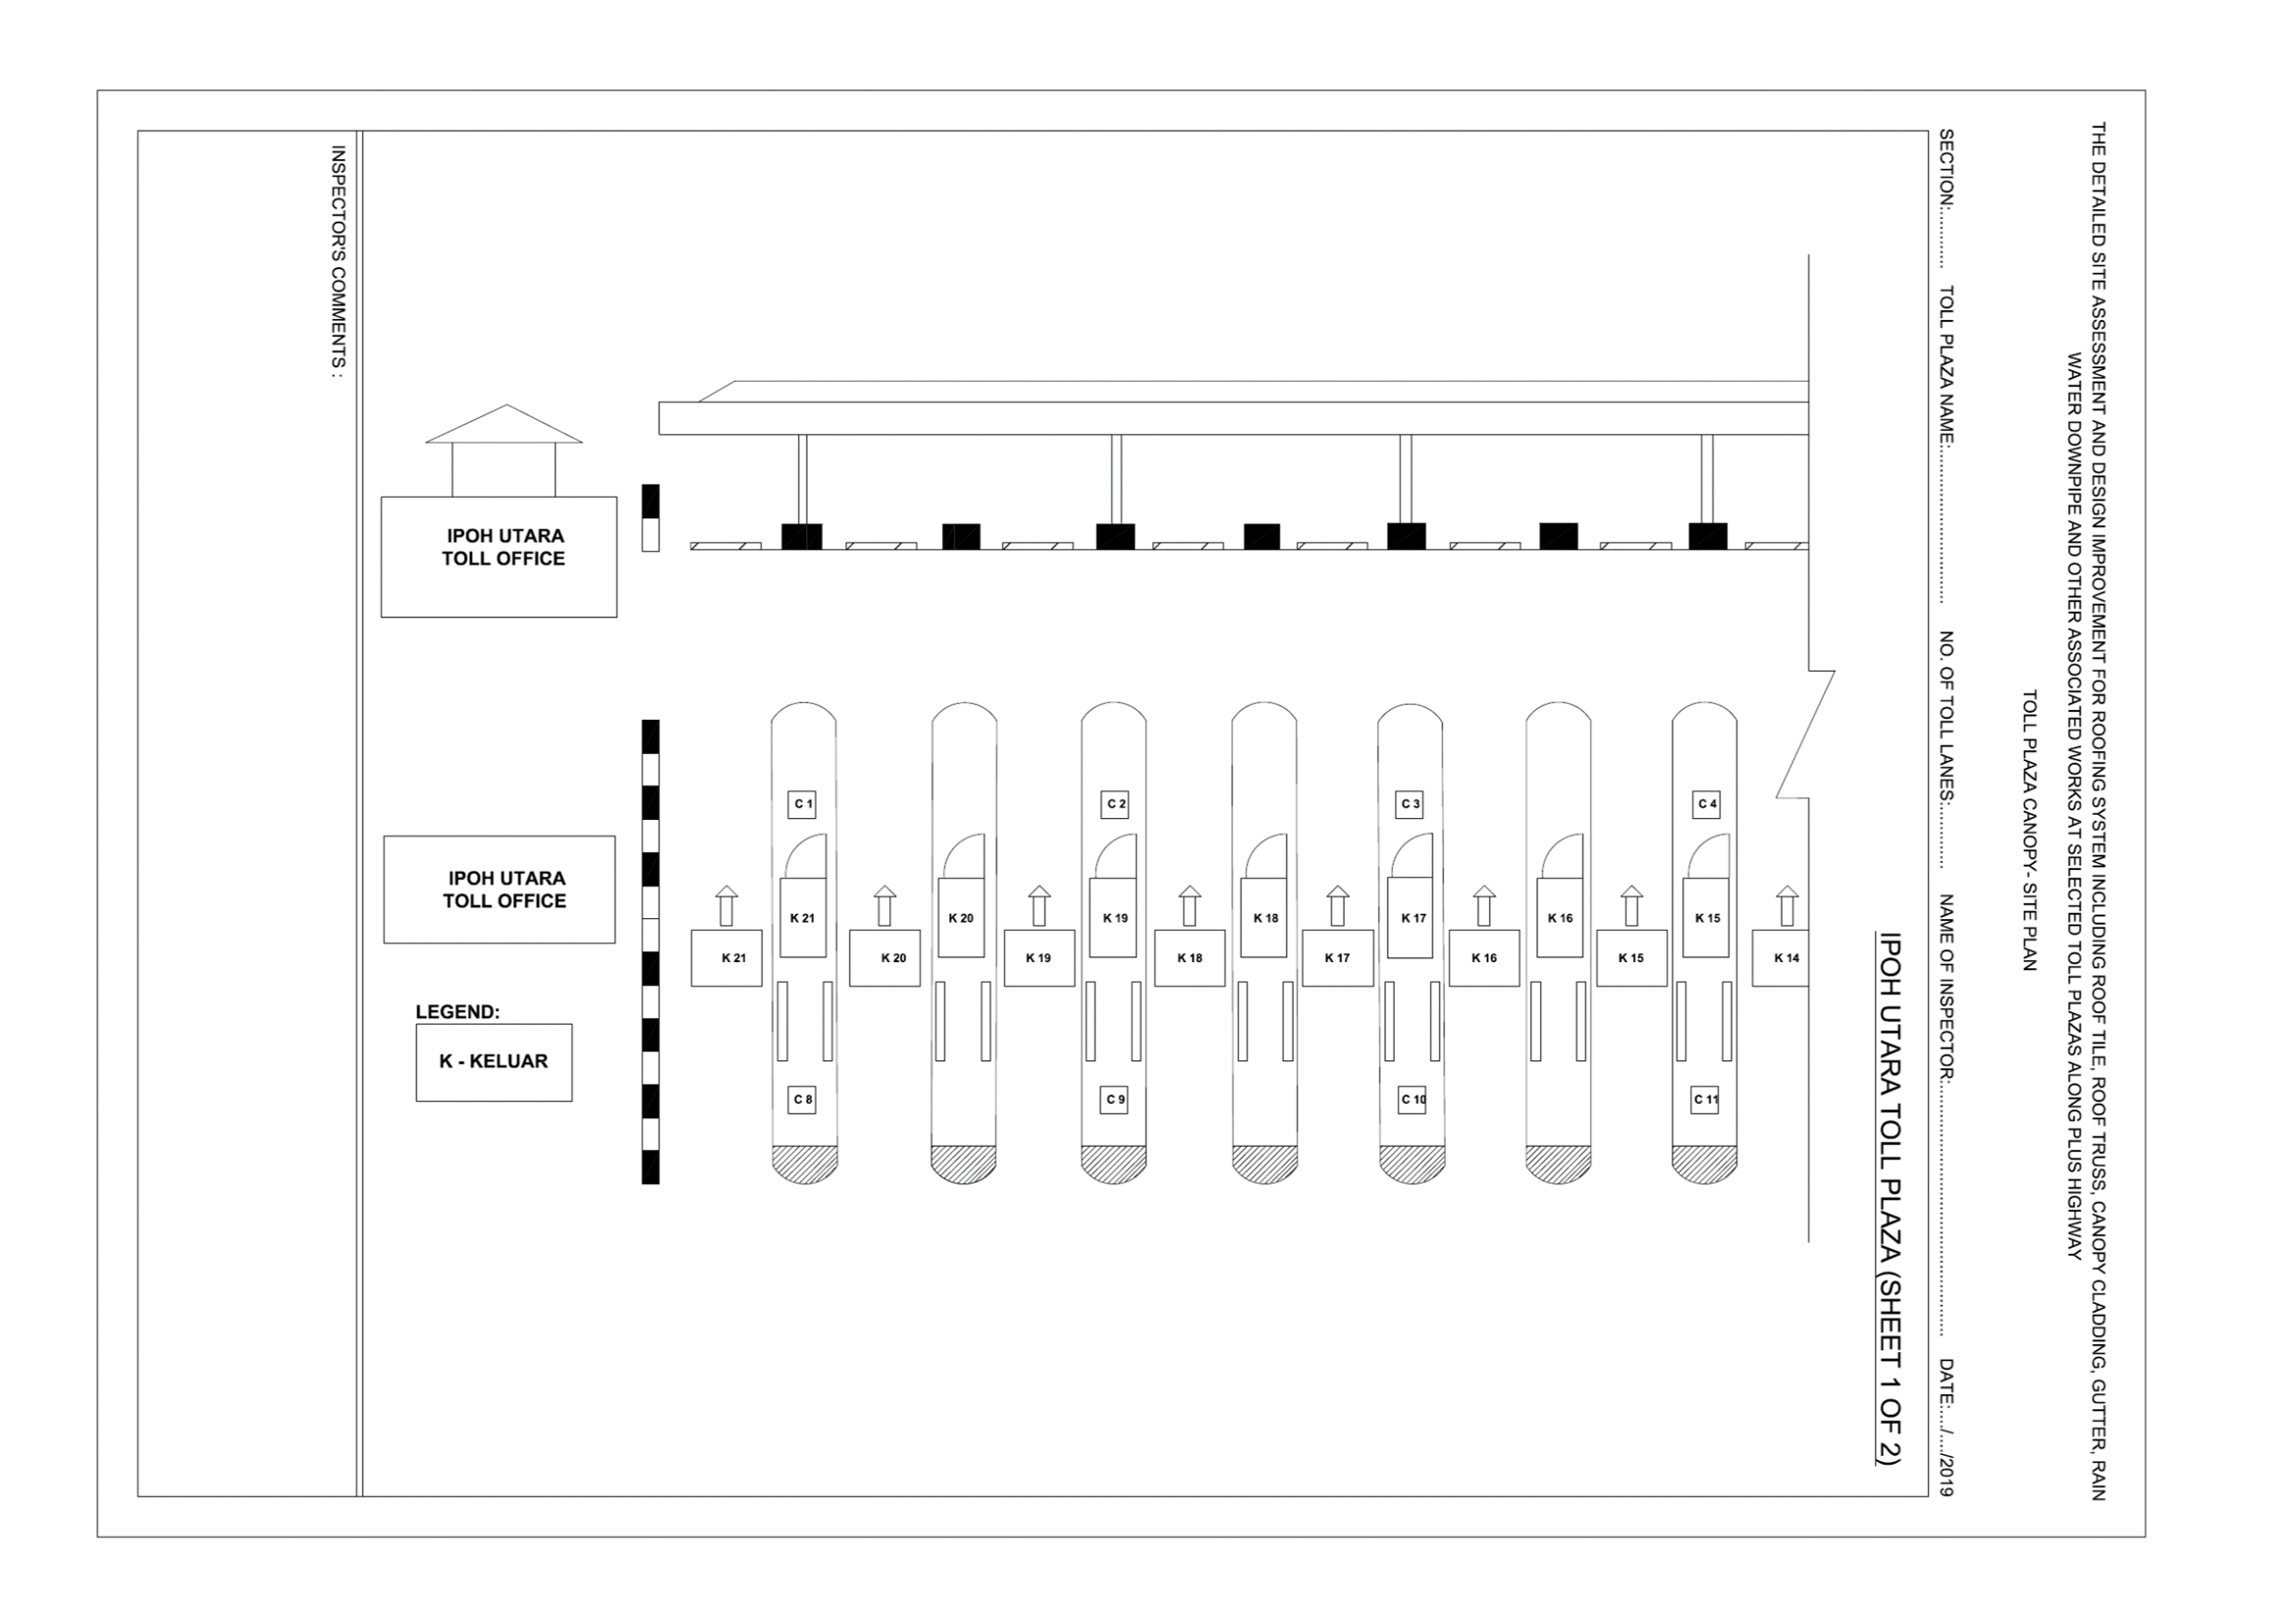 THE DETAILED SITE ASSESSMENT AND DESIGN IMPROVEMENT FOR ROOFING SYSTEM INCLUDING ROOF TILE, ROOF TRUSS, CANOPY CLADDING, GUTTER, RAIN
WATER DOWNPIPE AND OTHER ASSOCIATED WORKS AT SELECTED TOLL PLAZAS ALONG PLUS HIGHWAY
TOLL PLAZA CANOPY- SITE PLAN
SECTION:.......... TOLL PLAZA NAME:.............................. NO. OF TOLL LANES:............ NAME OF INSPECTOR:................................................ DATE:..../..../2019
IPOH UTARA TOLL PLAZA (SHEET 1 OF 2)
IPOH UTARA
TOLL OFFICE
C 1
C 2
C 3
C 4
IPOH UTARA
TOLL OFFICE
K 21
K 20
K 19
K 18
K 17
K 16
K 15
K 21
K 20
K 19
K 18
K 17
K 16
K 15
K 14
LEGEND:
K - KELUAR
C 8
C 9
C 10
C 11
INSPECTOR'S COMMENTS :